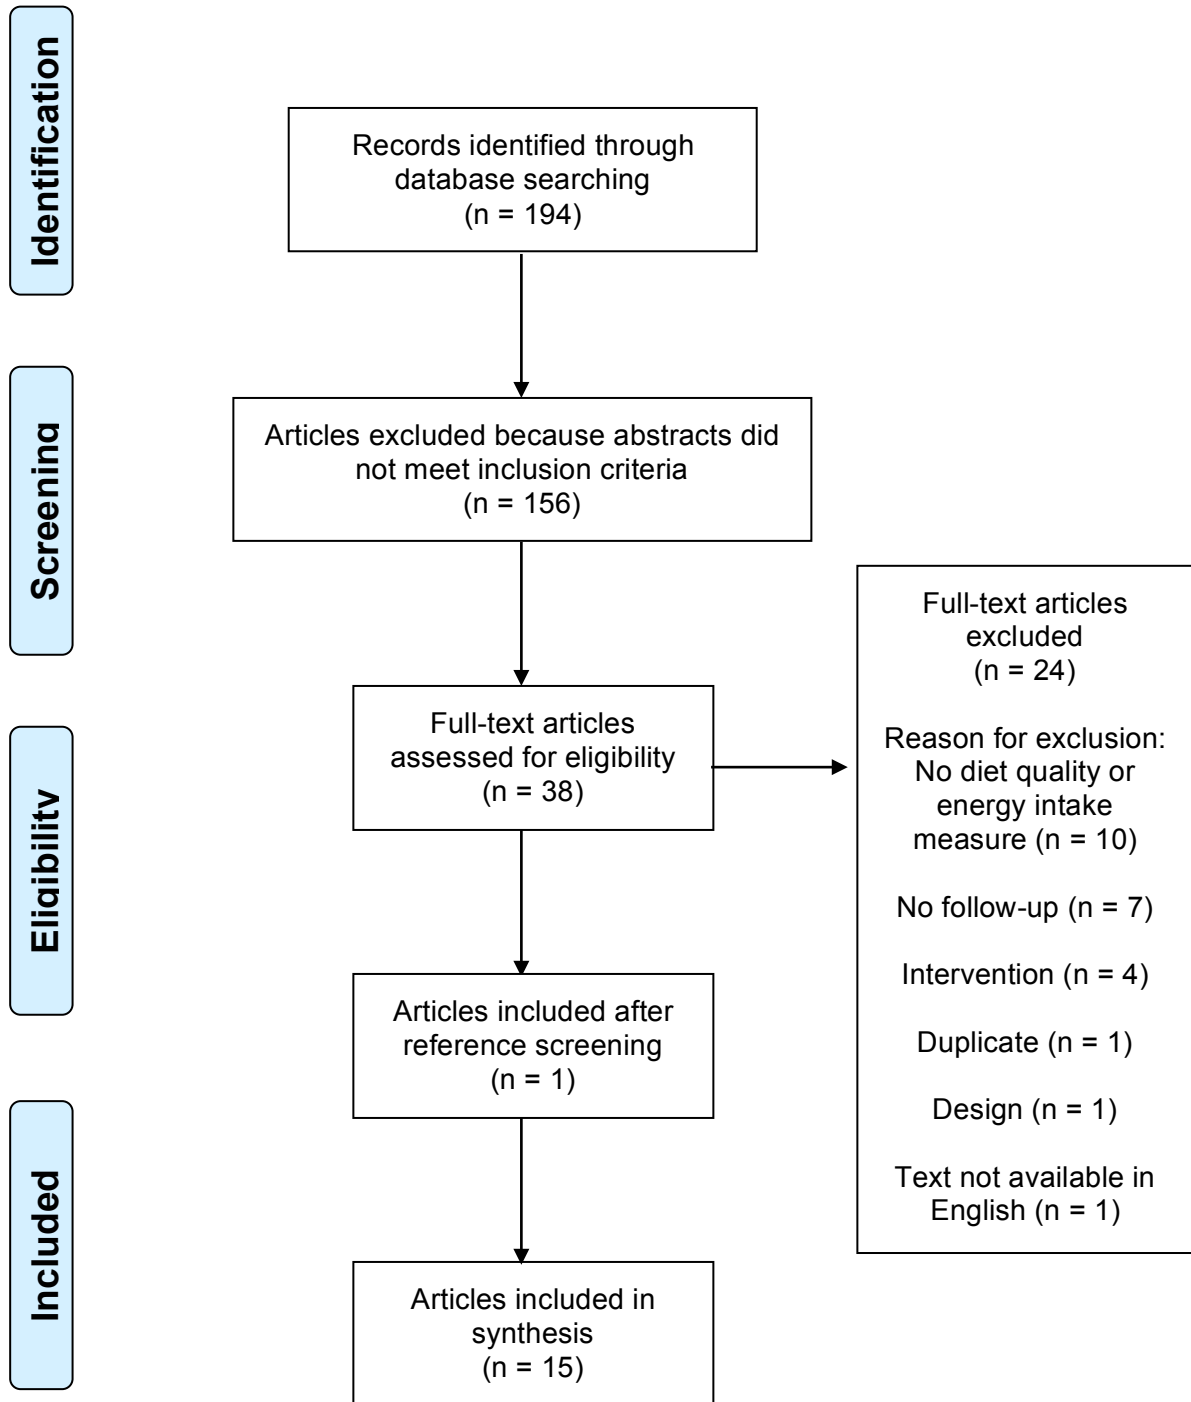 Identification
Records identified through
database searching
(n = 194)
Screening
Articles excluded because abstracts did
not meet inclusion criteria
(n = 156)
Eligibility
Full-text articles
assessed for eligibility
(n = 38)
Full-text articles
excluded
(n = 24)
Reason for exclusion:
No diet quality or
energy intake
measure (n = 10)
No follow-up (n = 7)
Intervention (n = 4)
Duplicate (n = 1)
Design (n = 1)
Text not available in
English (n = 1)
Articles included after
reference screening
(n = 1)
Included
Articles included in
synthesis
(n = 15)